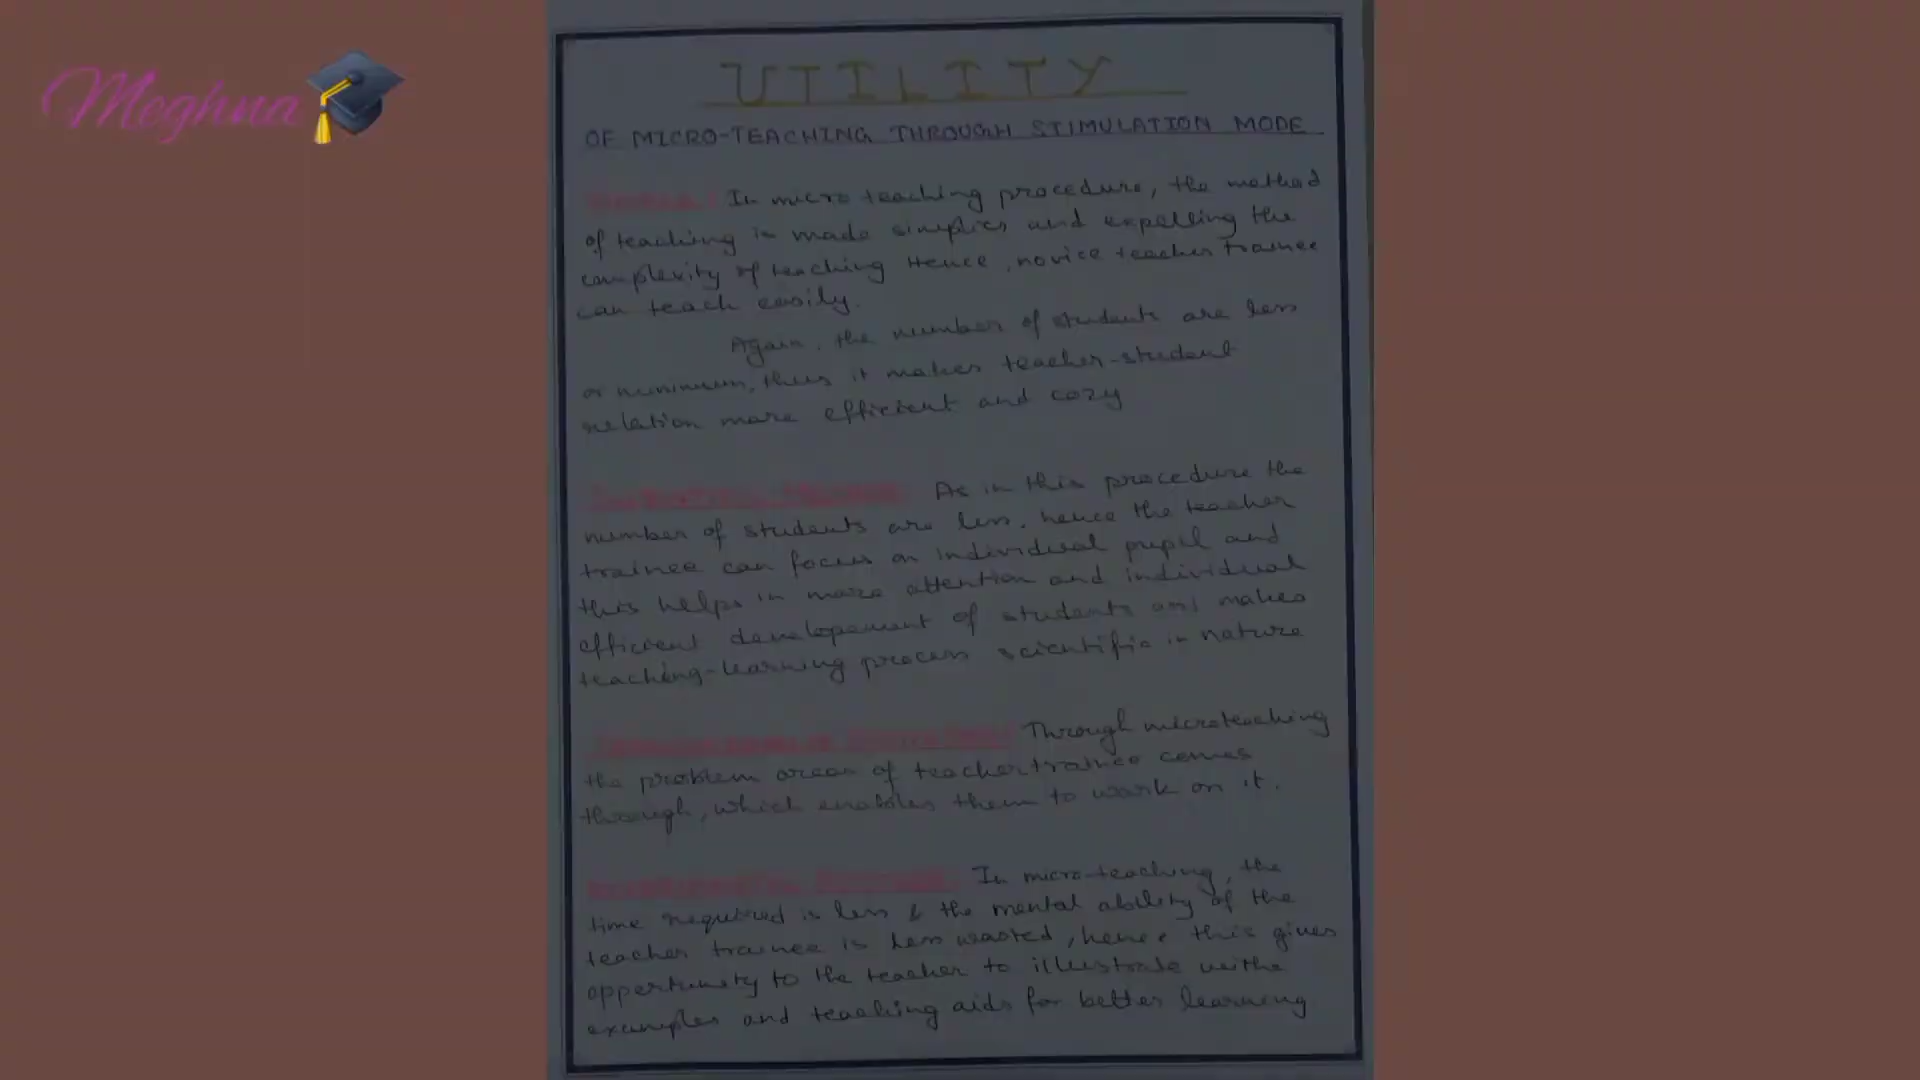 Meghna
UTILITY
OF MICRO-TEACHING THROUGH STIMULATION MODE
In micro teaching procedure, the method
of teaching is made simplies and expelling the
complexity of teaching Hence, novice teacher trainee
can teach easily.
Again, the number of students are less
or minimum, thus it makes teacher-student
relation more efficient and cozy
As in this procedure the
number of students are less, hence the teacher
trainee can focus on individual pupil and
this helps in more attention and individual
efficient developement of students and makes
teaching-learning process scientific in nature
Through microteaching
the problem areas of teacher trainee comes
through, which enables them to work on it.
In micro-teaching, the
time required is less & the mental ability of the
teacher trainee is less wasted, hence this gives
opportunity to the teacher to illustrate
examples and teaching aids for better learning